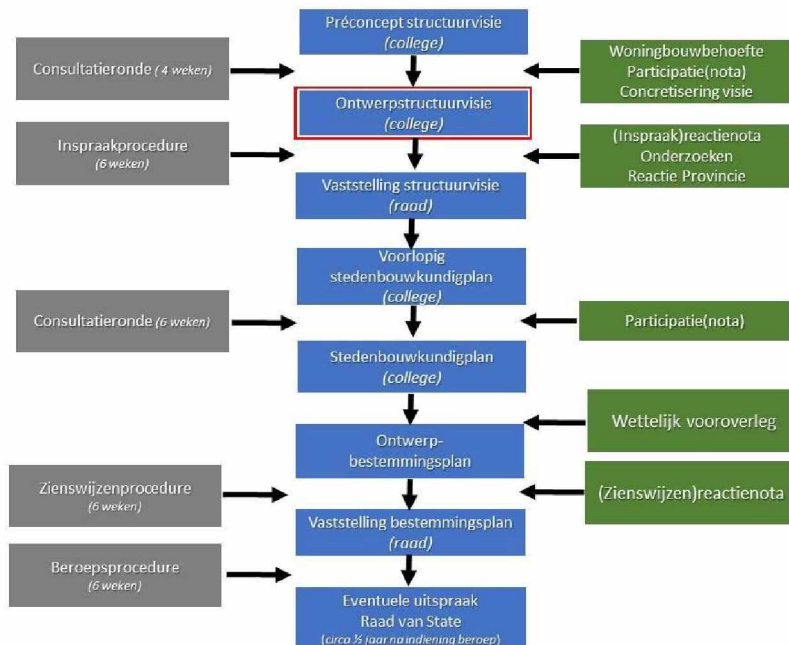 Préconcept structuurvisie
(college)
Consultatieronde (4 weken)
Woningbouwbehoefte
Participatie(nota)
Concretisering visie
Ontwerpstructuurvisie
(college)
Inspraakprocedure
(6 weken)
(Inspraak)reactienota
Onderzoeken
Reactie Provincie
Vaststelling structuurvisie
(raad)
Voorlopig
stedenbouwkundigplan
(college)
Consultatieronde (6 weken)
Participatie(nota)
Stedenbouwkundigplan
(college)
Wettelijk vooroverleg
Ontwerp-
bestemmingsplan
Zienswijzenprocedure
(6 weken)
(Zienswijzen)reactienota
Vaststelling bestemmingsplan
(raad)
Beroepsprocedure
(6 weken)
Eventuele uitspraak
Raad van State
(circa ½ jaar na indiening beroep)